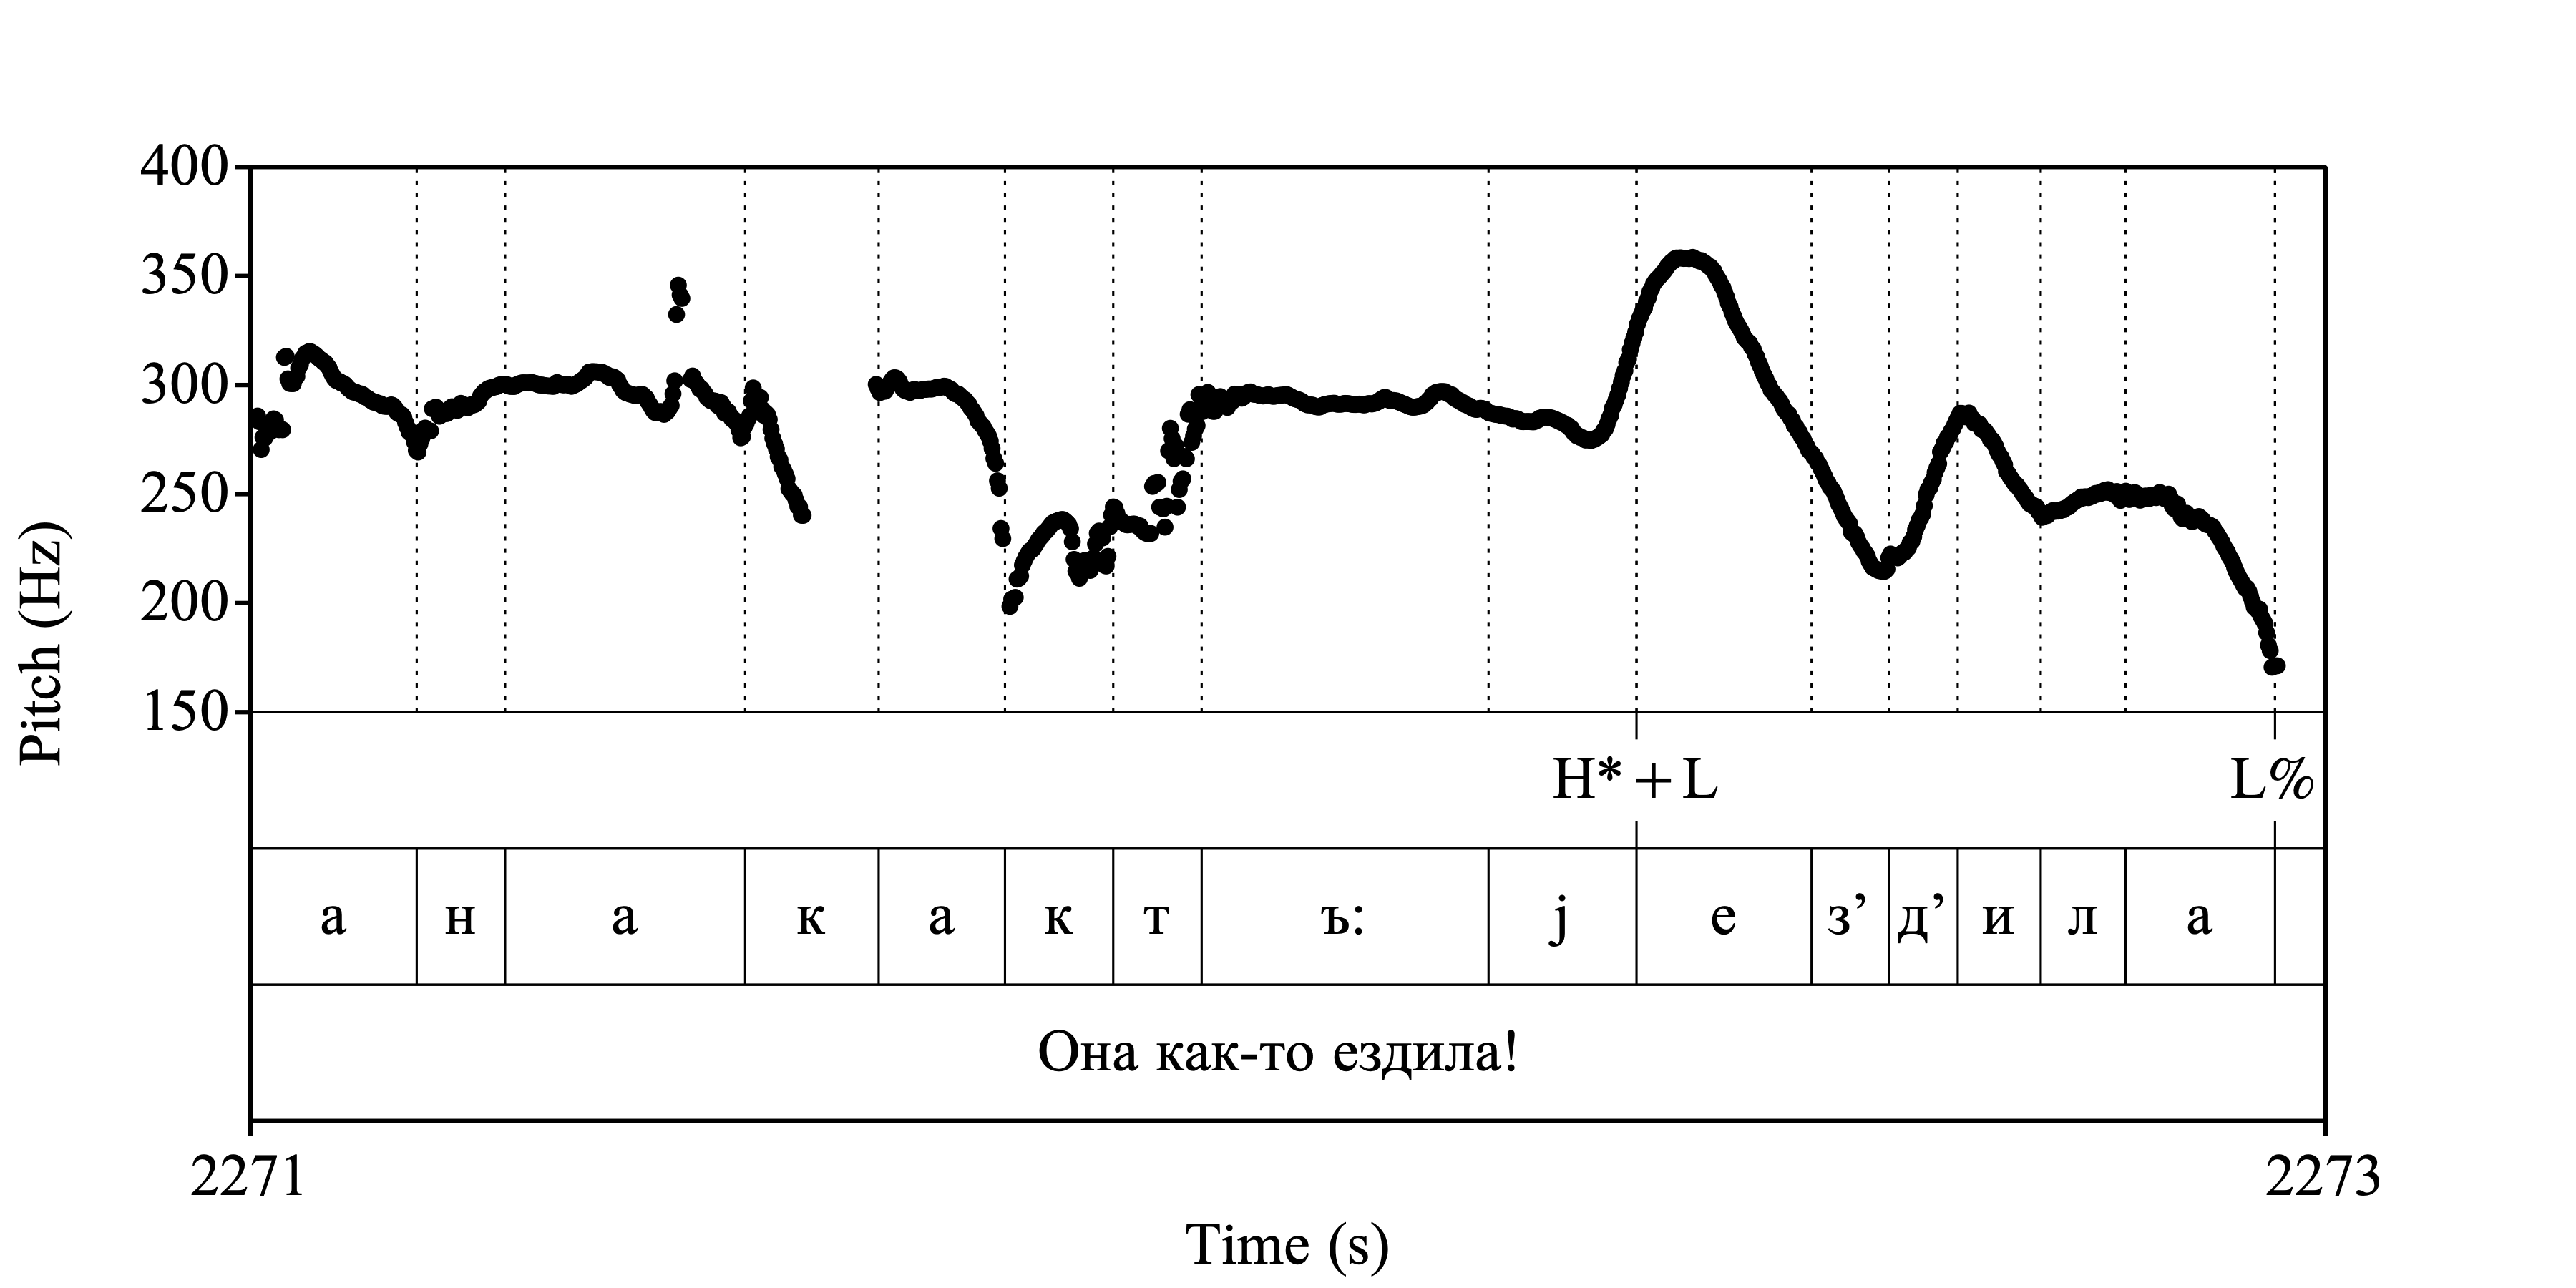 400
350
300
250
200
150
Pitch (Hz)
H* + L L%
а н а к а к т ъ: j е з’ д’ и л а
Она как-то ездила!
2271 2273
Time (s)